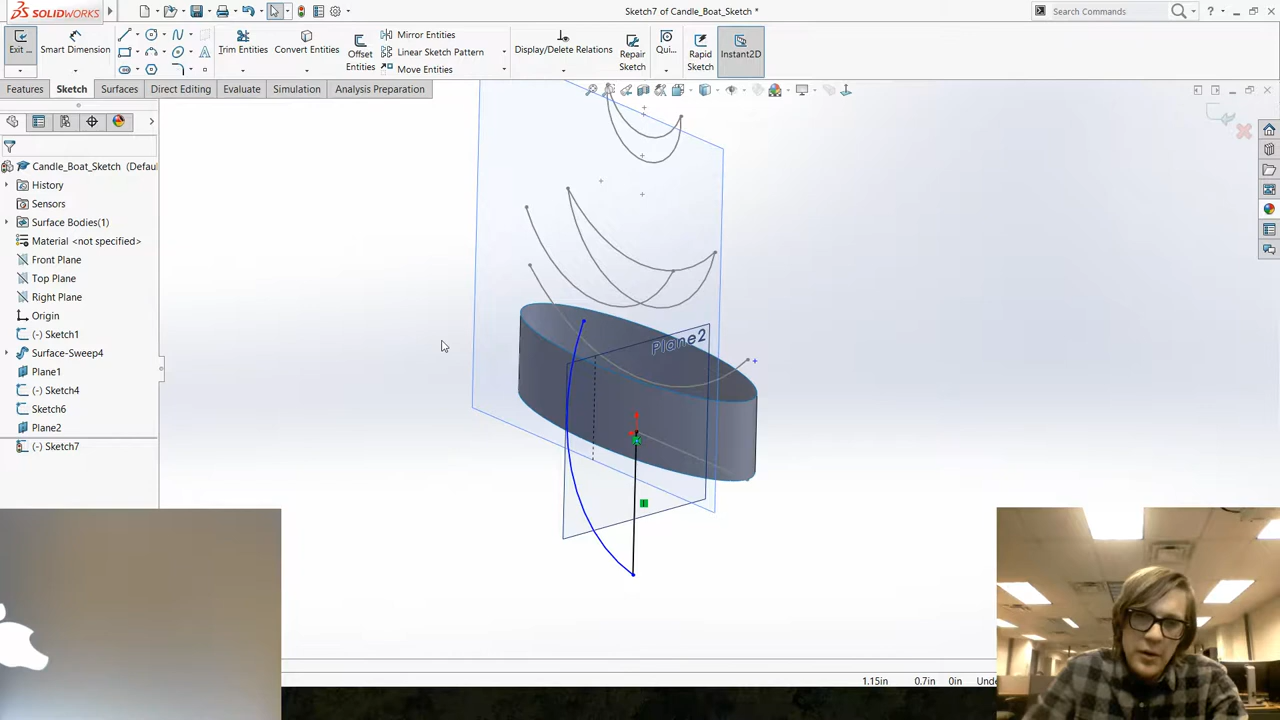 SOLIDWORKS
Sketch7 of Candle_Boat_Sketch *
Search Commands
?
Exit ...
Smart Dimension
Trim Entities
Convert Entities
Offset Entities
Mirror Entities
Linear Sketch Pattern
Move Entities
Display/Delete Relations
Repair Sketch
Qui...
Rapid Sketch
Instant2D
Features
Sketch
Surfaces
Direct Editing
Evaluate
Simulation
Analysis Preparation
Candle_Boat_Sketch (Defau
History
Sensors
Surface Bodies(1)
Material <not specified>
Front Plane
Top Plane
Right Plane
Origin
(-) Sketch1
Surface-Sweep4
Plane1
(-) Sketch4
Sketch6
Plane2
(-) Sketch7
Plane2
1.15in 0.7in 0in Unde